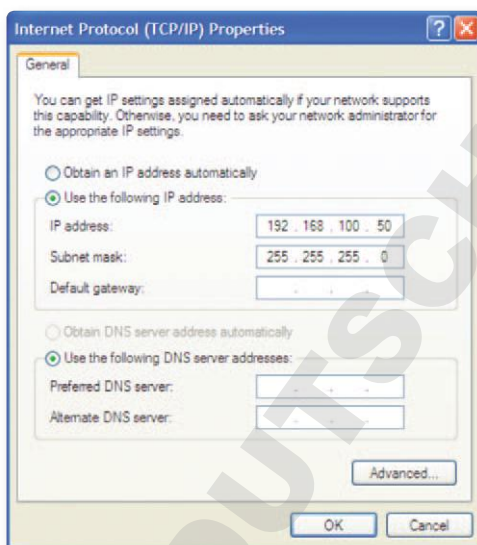 Internet Protocol (TCP/IP) Properties
General
You can get IP settings assigned automatically if your network supports
this capability. Otherwise, you need to ask your network administrator for
the appropriate IP settings.
Obtain an IP address automatically
Use the following IP address:
IP address: 192 . 168 . 100 . 50
Subnet mask: 255 . 255 . 255 . 0
Default gateway: . . .
Obtain DNS server address automatically
Use the following DNS server addresses:
Preferred DNS server: . . .
Alternate DNS server: . . .
Advanced...
OK Cancel